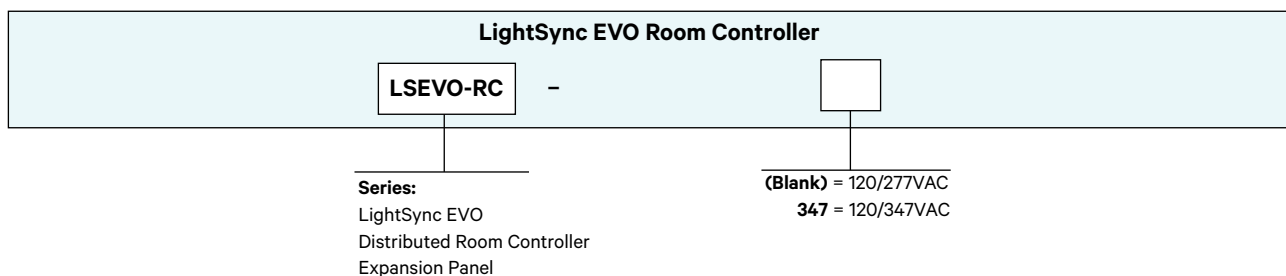 LightSync EVO Room Controller
LSEVO-RC –
Series:
LightSync EVO
Distributed Room Controller
Expansion Panel
(Blank) = 120/277VAC
347 = 120/347VAC